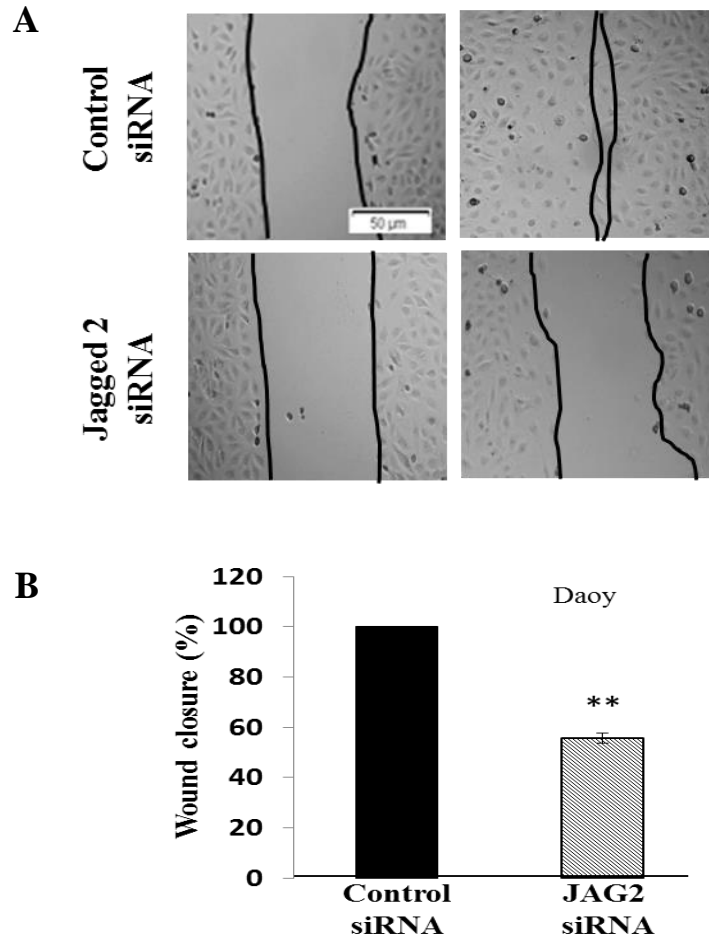 A
Control
siRNA
50 µm
Jagged 2
siRNA
B
120
100
80
60
40
20
0
Wound closure (%)
Daoy
**
Control
siRNA
JAG2
siRNA